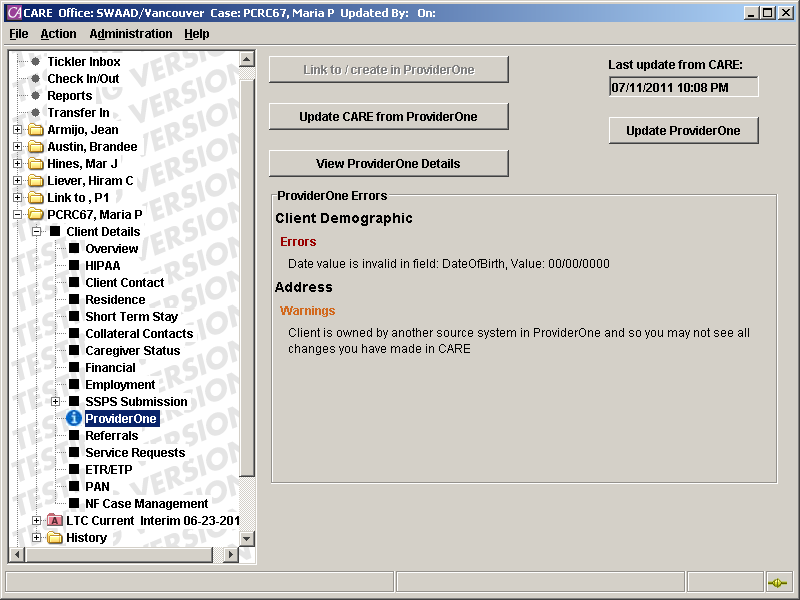 CARE Office: SWAAD/Vancouver Case: PCRC67, Maria P Updated By: On:
File Action Administration Help
Tickler Inbox
Check In/Out
Reports
Transfer In
Armijo, Jean
Austin, Brandee
Hines, Mar J
Liever, Hiram C
Link to , P1
PCRC67, Maria P
Client Details
Overview
HIPAA
Client Contact
Residence
Short Term Stay
Collateral Contacts
Caregiver Status
Financial
Employment
SSPS Submission
ProviderOne
Referrals
Service Requests
ETR/ETP
PAN
NF Case Management
LTC Current Interim 06-23-201
History
TESTING VERSION
Link to / create in ProviderOne
Update CARE from ProviderOne
View ProviderOne Details
Last update from CARE:
07/11/2011 10:08 PM
Update ProviderOne
ProviderOne Errors
Client Demographic
Errors
Date value is invalid in field: DateOfBirth, Value: 00/00/0000
Address
Warnings
Client is owned by another source system in ProviderOne and so you may not see all
changes you have made in CARE